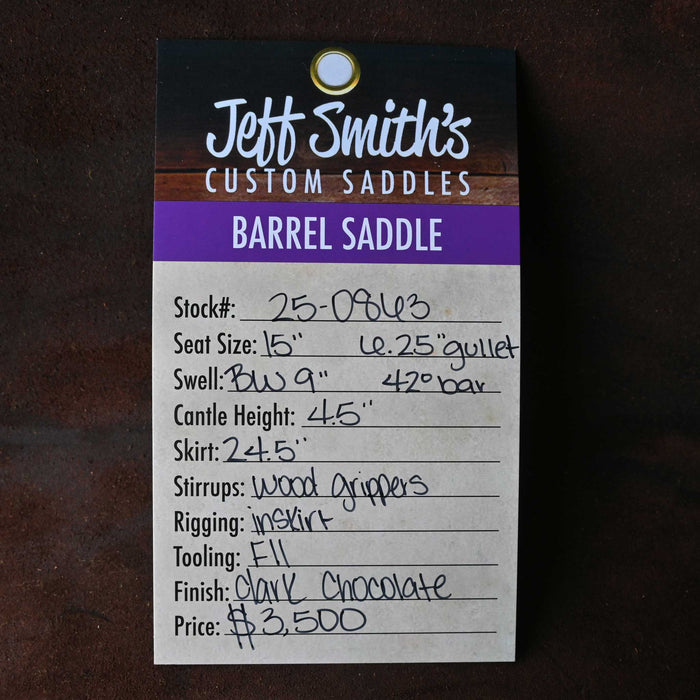 Jeff Smith's
CUSTOM SADDLES
BARREL SADDLE
Stock#: 25-0863
Seat Size: 15" 6.25" gullet
Swell: BW 9" 42° bar
Cantle Height: 4.5"
Skirt: 24.5"
Stirrups: wood grippers
Rigging: inskirt
Tooling: F11
Finish: dark chocolate
Price: $3,500